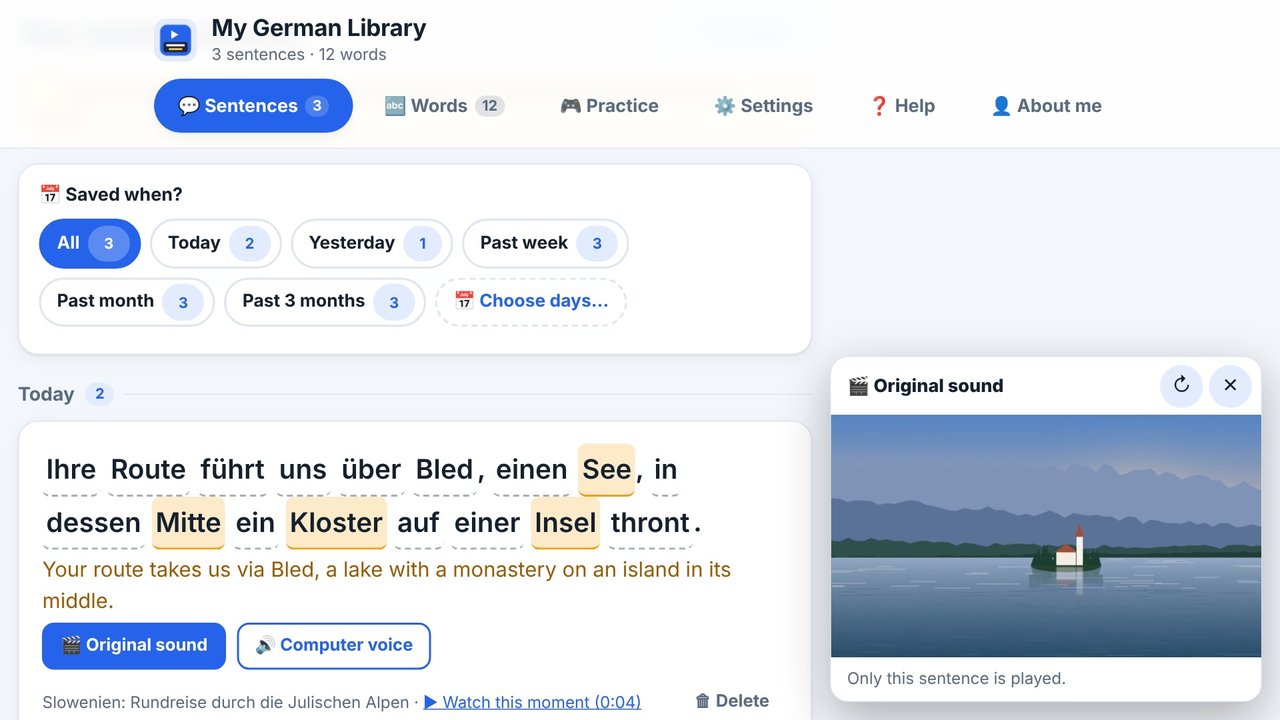 My German Library
3 sentences · 12 words
💬 Sentences 3
🔤 Words 12
🎮 Practice
⚙️ Settings
❓ Help
👤 About me
📅 Saved when?
All 3
Today 2
Yesterday 1
Past week 3
Past month 3
Past 3 months 3
📅 Choose days...
Today 2
Ihre Route führt uns über Bled, einen See, in
dessen Mitte ein Kloster auf einer Insel thront.
Your route takes us via Bled, a lake with a monastery on an island in its
middle.
🎬 Original sound
🔊 Computer voice
Slowenien: Rundreise durch die Julischen Alpen · ▶ Watch this moment (0:04)
🗑 Delete
🎬 Original sound
Only this sentence is played.